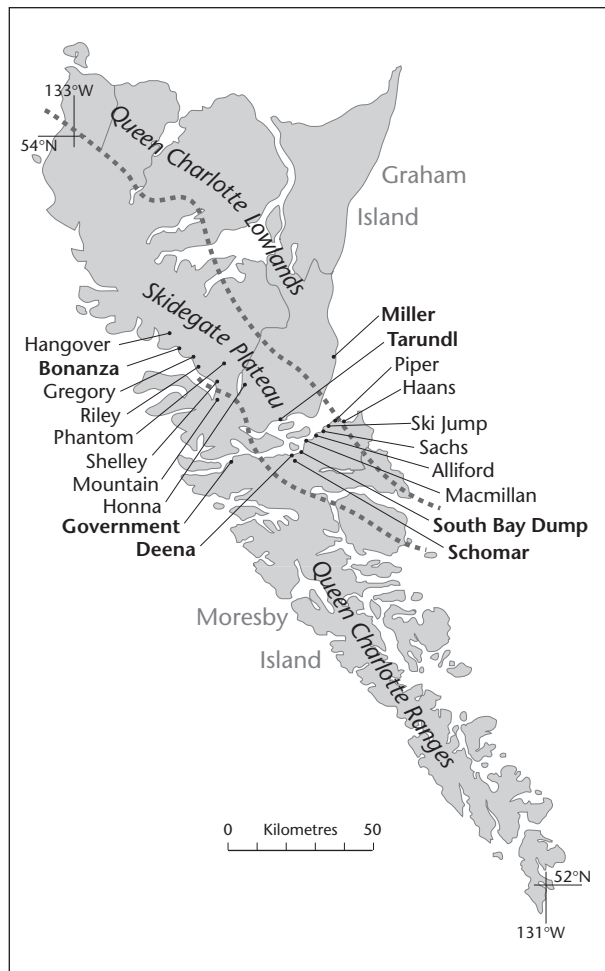 133°W
54°N
Queen Charlotte Lowlands
Graham
Island
Skidegate Plateau
Hangover
Bonanza
Gregory
Riley
Phantom
Shelley
Mountain
Honna
Government
Deena
Miller
Tarundl
Piper
Haans
Ski Jump
Sachs
Alliford
Macmillan
South Bay Dump
Schomar
Moresby
Island
Queen Charlotte Ranges
0 Kilometres 50
52°N
131°W